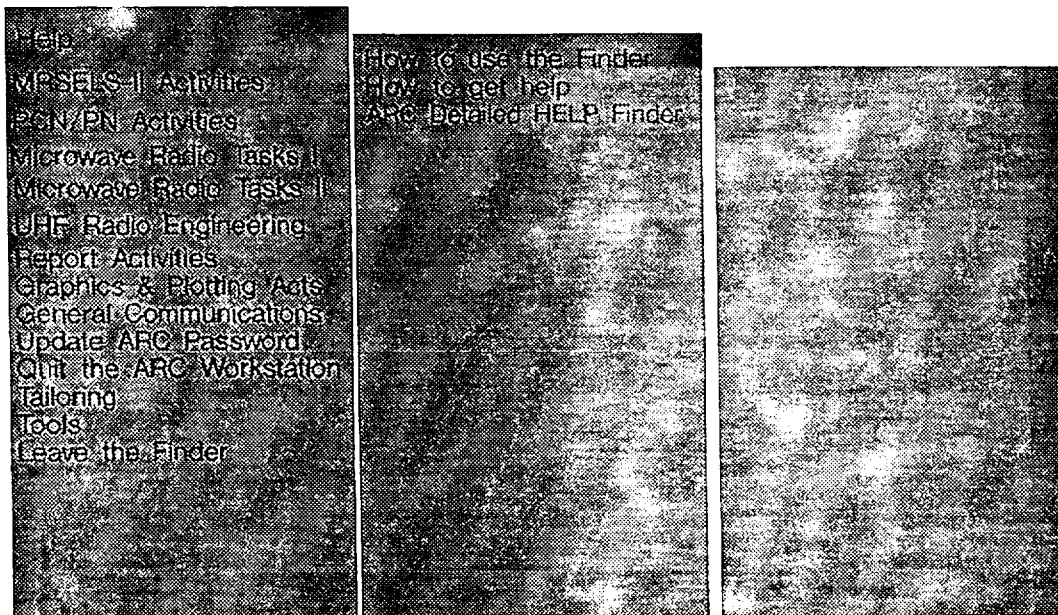 Help
MRSELS-II Activities
PCN/PN Activities
Microwave Radio Tasks I
Microwave Radio Tasks II
UHF Radio Engineering
Report Activities
Graphics & Plotting Acts
General Communications
Update ARC Password
Quit the ARC Workstation
Tailoring
Tools
Leave the Finder
How to use the Finder
How to get help
ARC Detailed HELP Finder